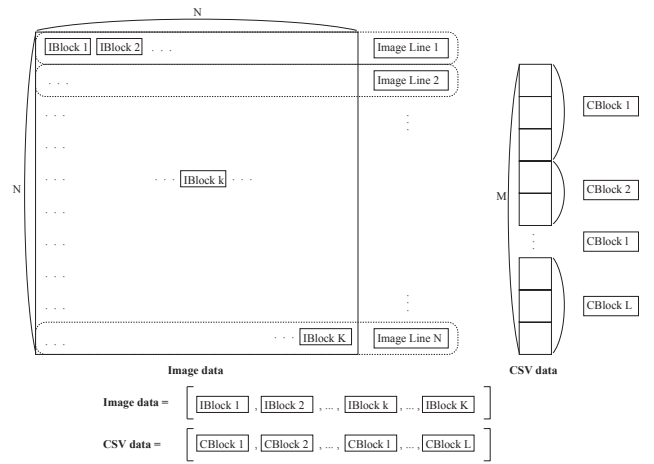 N
IBlock 1 IBlock 2 . . . Image Line 1
. . . Image Line 2
. . .
. . .
N . . . . . . IBlock k . . .
. . .
. . .
. . .
. . .
. . . . . . IBlock K Image Line N
Image data
M
CBlock 1
CBlock 2
CBlock l
CBlock L
CSV data
Image data = [ IBlock 1 , IBlock 2 , ... , IBlock k , ... , IBlock K ]
CSV data = [ CBlock 1 , CBlock 2 , ... , CBlock l , ... , CBlock L ]